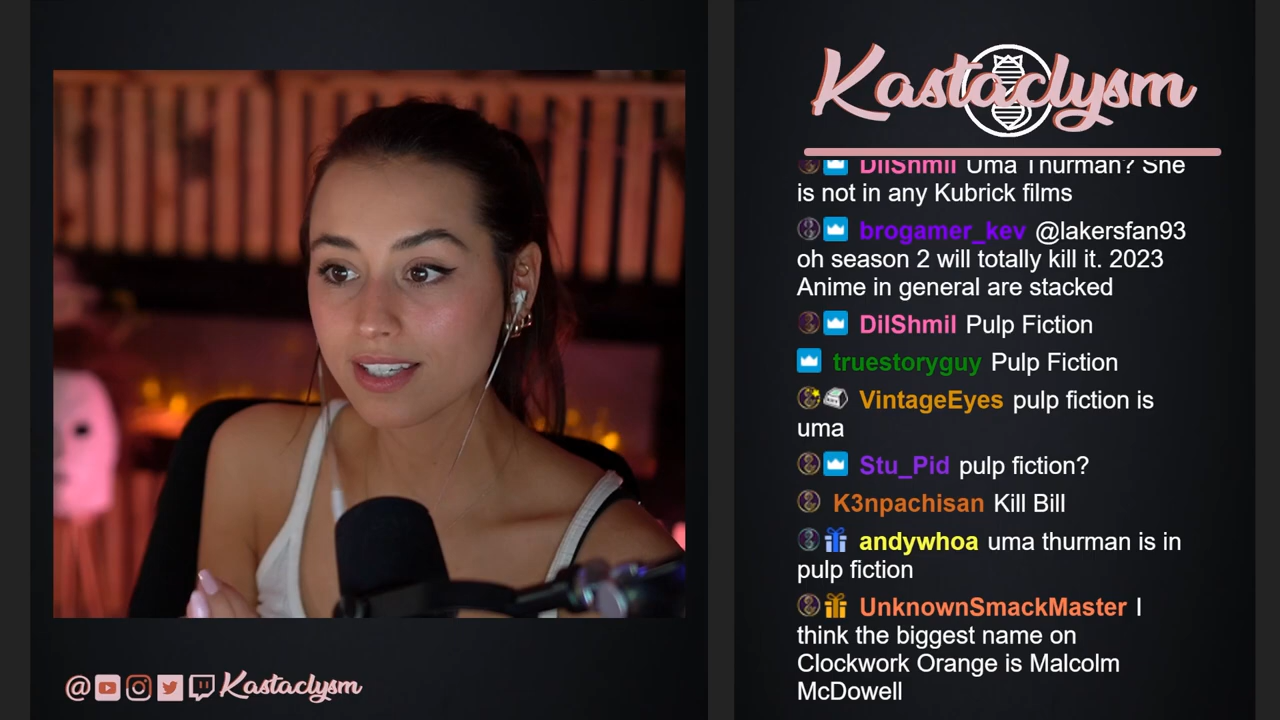 Kastaclysm
DilShmil Uma Thurman? She
is not in any Kubrick films
brogamer_kev @lakersfan93
oh season 2 will totally kill it. 2023
Anime in general are stacked
DilShmil Pulp Fiction
truestoryguy Pulp Fiction
VintageEyes pulp fiction is
uma
Stu_Pid pulp fiction?
K3npachisan Kill Bill
andywhoa uma thurman is in
pulp fiction
UnknownSmackMaster I
think the biggest name on
Clockwork Orange is Malcolm
McDowell
@ Kastaclysm